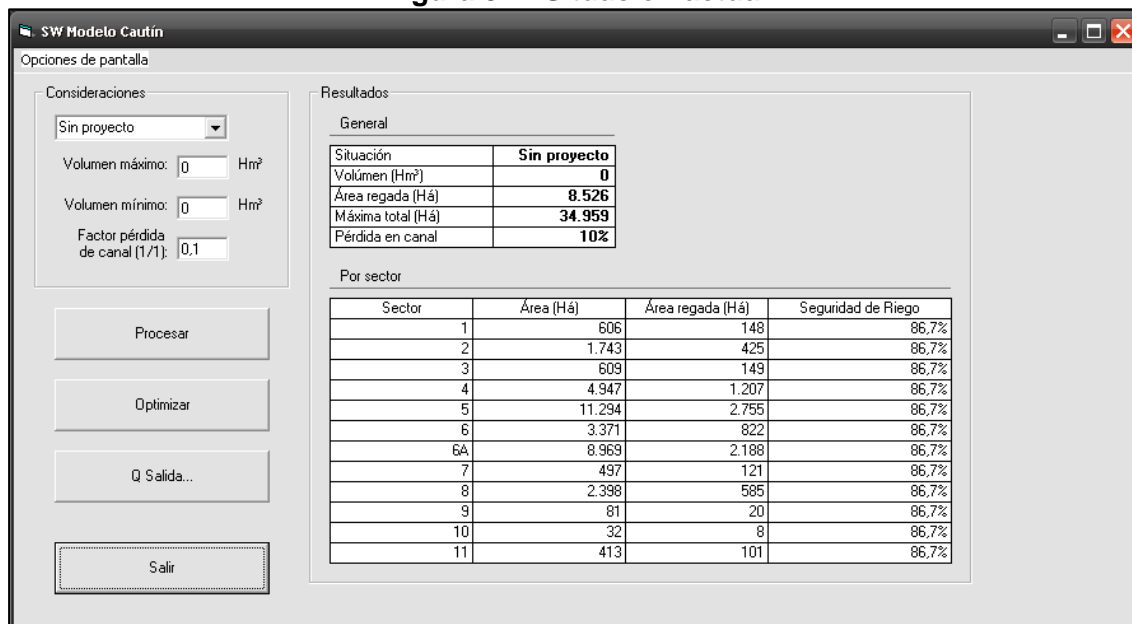 SW Modelo Cautín
Opciones de pantalla
Consideraciones
Sin proyecto
Volumen máximo: 0 Hm³
Volumen mínimo: 0 Hm³
Factor pérdida
de canal (1/1): 0,1
Procesar
Optimizar
Q Salida...
Salir
Resultados
General
Situación Sin proyecto
Volúmen (Hm³) 0
Área regada (Há) 8.526
Máxima total (Há) 34.959
Pérdida en canal 10%
Por sector
Sector Área (Há) Área regada (Há) Seguridad de Riego
1 606 148 86,7%
2 1.743 425 86,7%
3 609 149 86,7%
4 4.947 1.207 86,7%
5 11.294 2.755 86,7%
6 3.371 822 86,7%
6A 8.969 2.188 86,7%
7 497 121 86,7%
8 2.398 585 86,7%
9 81 20 86,7%
10 32 8 86,7%
11 413 101 86,7%